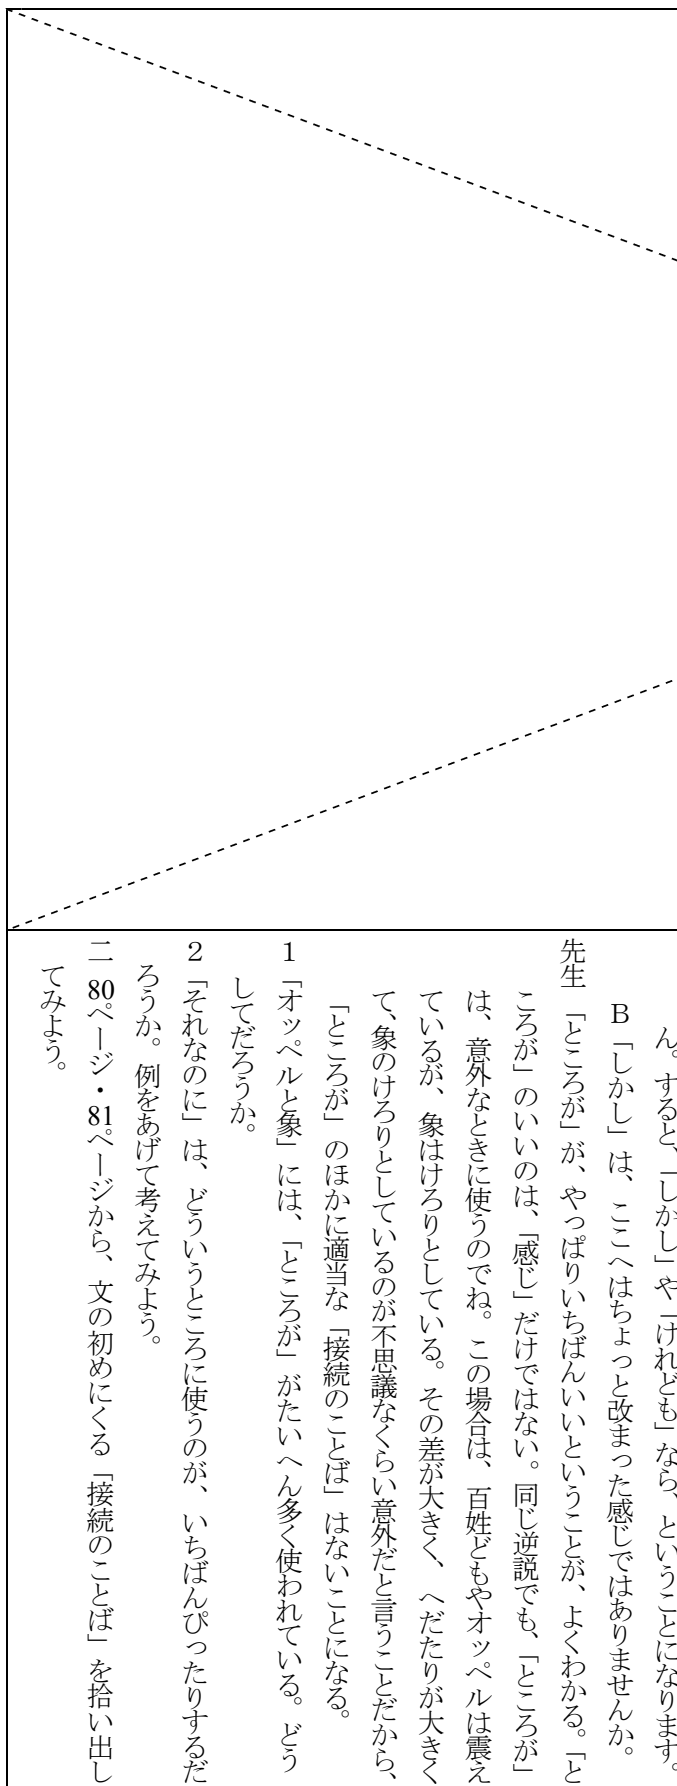 ん。すると、「しかし」や「けれども」なら、ということになります。
B「しかし」は、ここへはちょっと改まった感じではありませんか。
先生 「ところが」が、やっぱりいちばんいいということが、よくわかる。「と
ころが」のいいのは、「感じ」だけではない。同じ逆説でも、「ところが」
は、意外なときに使うのでね。この場合は、百姓どもやオッペルは震え
ているが、象はけろりとしている。その差が大きく、へだたりが大きく
て、象のけろりとしているのが不思議なくらい意外だと言うことだから、
「ところが」のほかに適当な「接続のことば」はないことになる。
1「オッペルと象」には、「ところが」がたいへん多く使われている。どう
してだろうか。
2「それなのに」は、どういうところに使うのが、いちばんぴったりするだ
ろうか。例をあげて考えてみよう。
二 80ページ・81ページから、文の初めにくる「接続のことば」を拾い出し
てみよう。